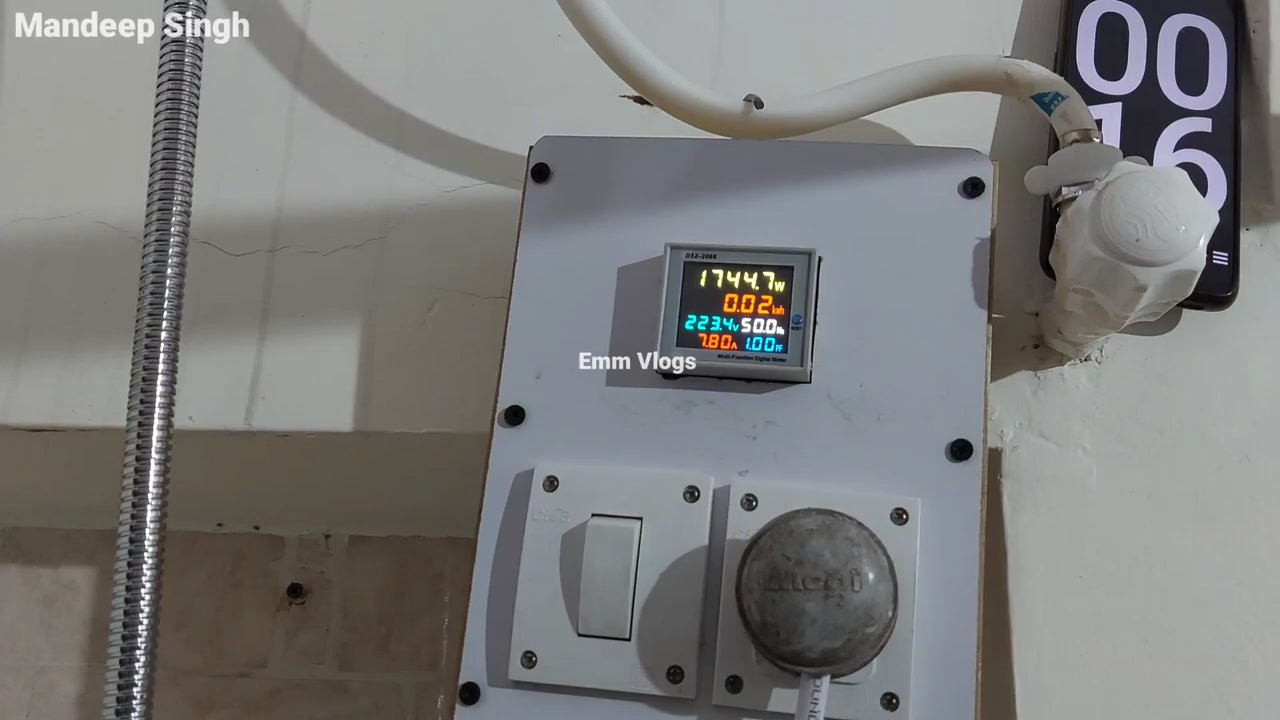 Mandeep Singh
00
16
D52-2066
1744.7W
0.02kwh
223.4V 50.0Hz
7.80A 1.00PF
Multi-Function Digital Meter
Emm Vlogs